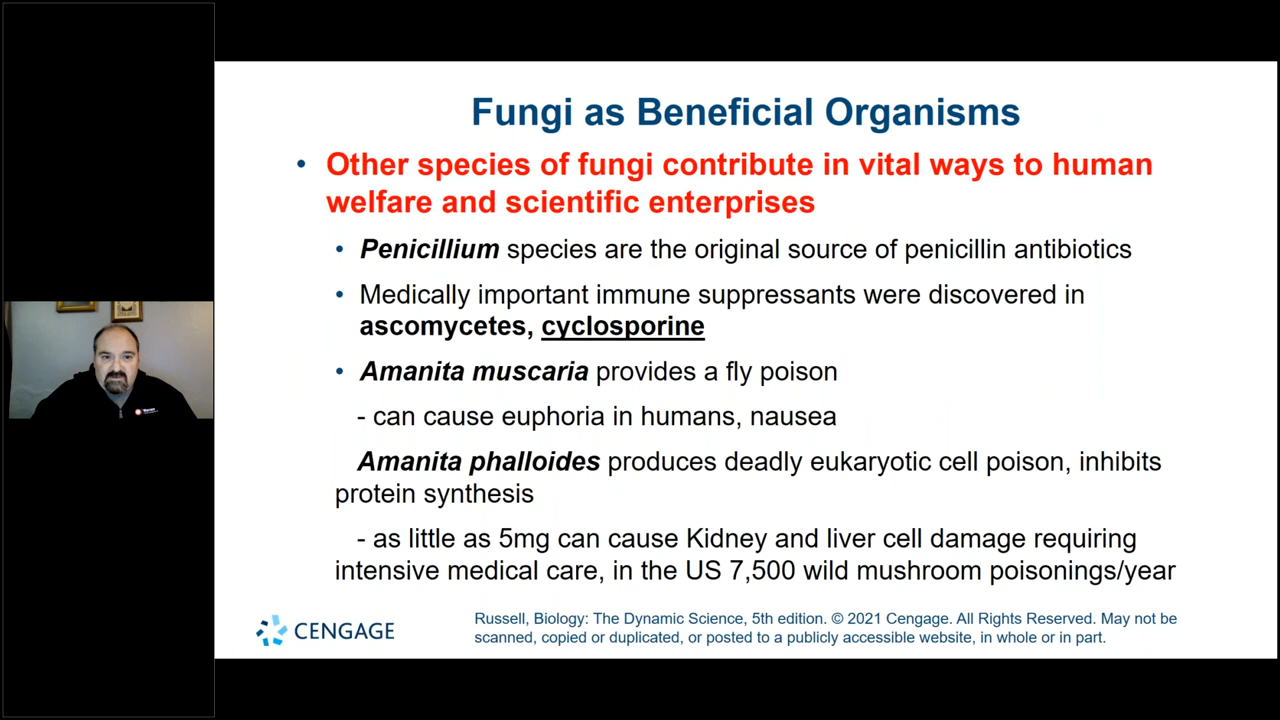 Fungi as Beneficial Organisms
• Other species of fungi contribute in vital ways to human
welfare and scientific enterprises
• Penicillium species are the original source of penicillin antibiotics
• Medically important immune suppressants were discovered in
ascomycetes, cyclosporine
• Amanita muscaria provides a fly poison
- can cause euphoria in humans, nausea
Amanita phalloides produces deadly eukaryotic cell poison, inhibits
protein synthesis
- as little as 5mg can cause Kidney and liver cell damage requiring
intensive medical care, in the US 7,500 wild mushroom poisonings/year
CENGAGE
Russell, Biology: The Dynamic Science, 5th edition. © 2021 Cengage. All Rights Reserved. May not be
scanned, copied or duplicated, or posted to a publicly accessible website, in whole or in part.